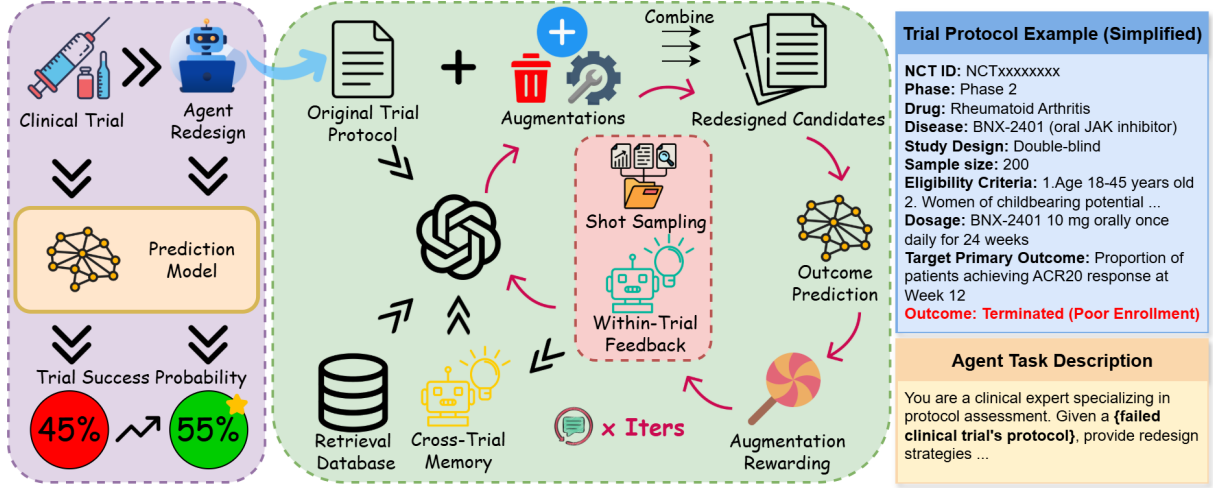 Clinical Trial
Agent
Redesign
Prediction
Model
Trial Success Probability
45%
55%
Original Trial
Protocol
+
Augmentations
Combine
Redesigned Candidates
Shot Sampling
Within-Trial
Feedback
Outcome
Prediction
Augmentation
Rewarding
x Iters
Retrieval
Database
Cross-Trial
Memory
Trial Protocol Example (Simplified)
NCT ID: NCTxxxxxxxx
Phase: Phase 2
Drug: Rheumatoid Arthritis
Disease: BNX-2401 (oral JAK inhibitor)
Study Design: Double-blind
Sample size: 200
Eligibility Criteria: 1.Age 18-45 years old
2. Women of childbearing potential ...
Dosage: BNX-2401 10 mg orally once
daily for 24 weeks
Target Primary Outcome: Proportion of
patients achieving ACR20 response at
Week 12
Outcome: Terminated (Poor Enrollment)
Agent Task Description
You are a clinical expert specializing in
protocol assessment. Given a {failed
clinical trial's protocol}, provide redesign
strategies ...